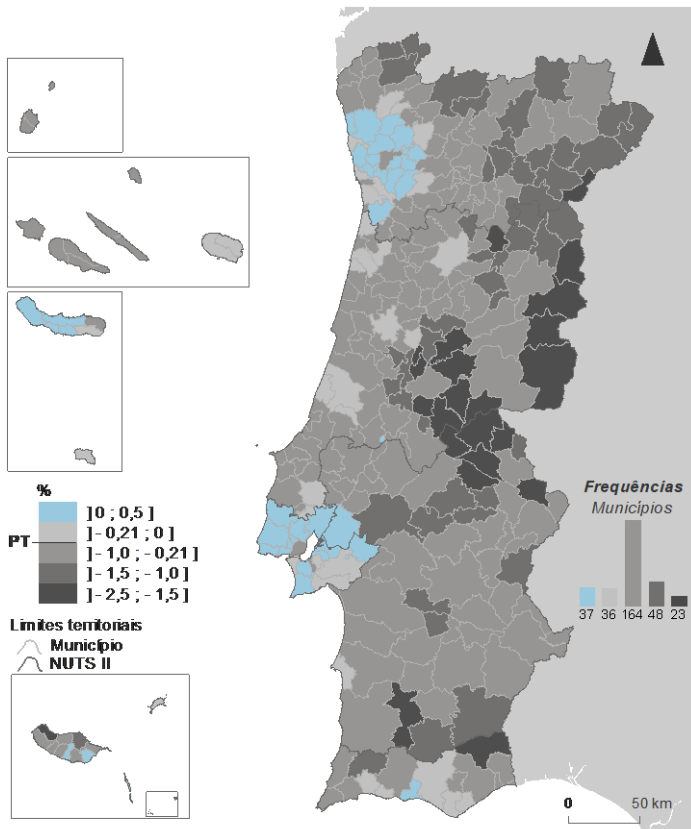 %
] 0 ; 0,5 ]
] - 0,21 ; 0 ]
PT
] - 1,0 ; - 0,21 ]
] - 1,5 ; - 1,0 ]
] - 2,5 ; - 1,5 ]
Limites territoriais
Município
NUTS II
Frequências
Municípios
37 36 164 48 23
0 50 km